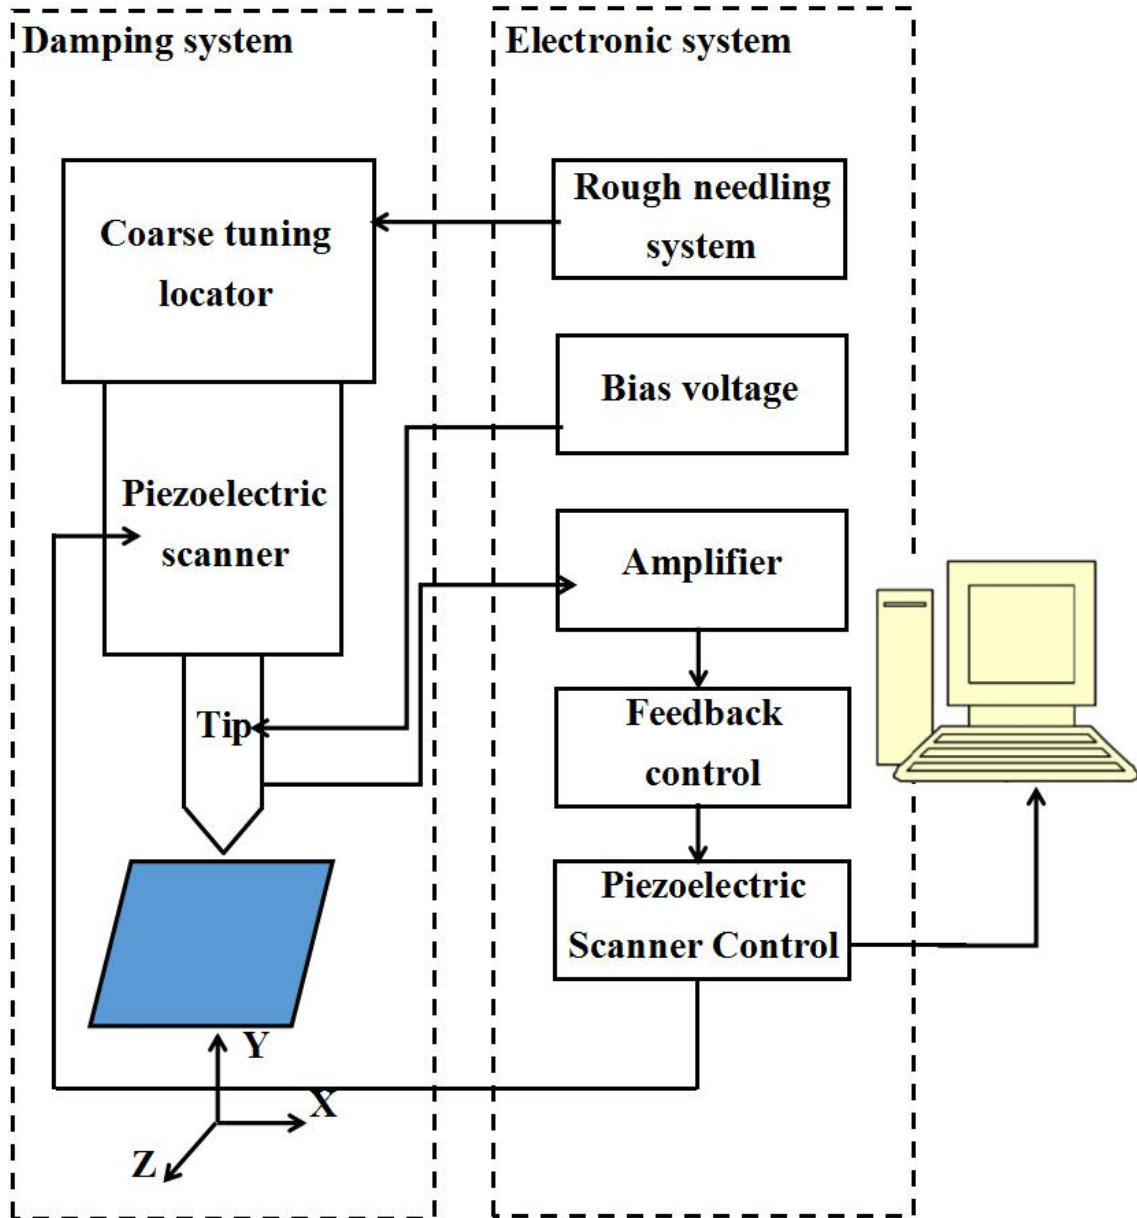 Damping system
Electronic system
Coarse tuning
locator
Rough needling
system
Bias voltage
Piezoelectric
scanner
Amplifier
Tip
Feedback
control
Piezoelectric
Scanner Control
Y
X
Z